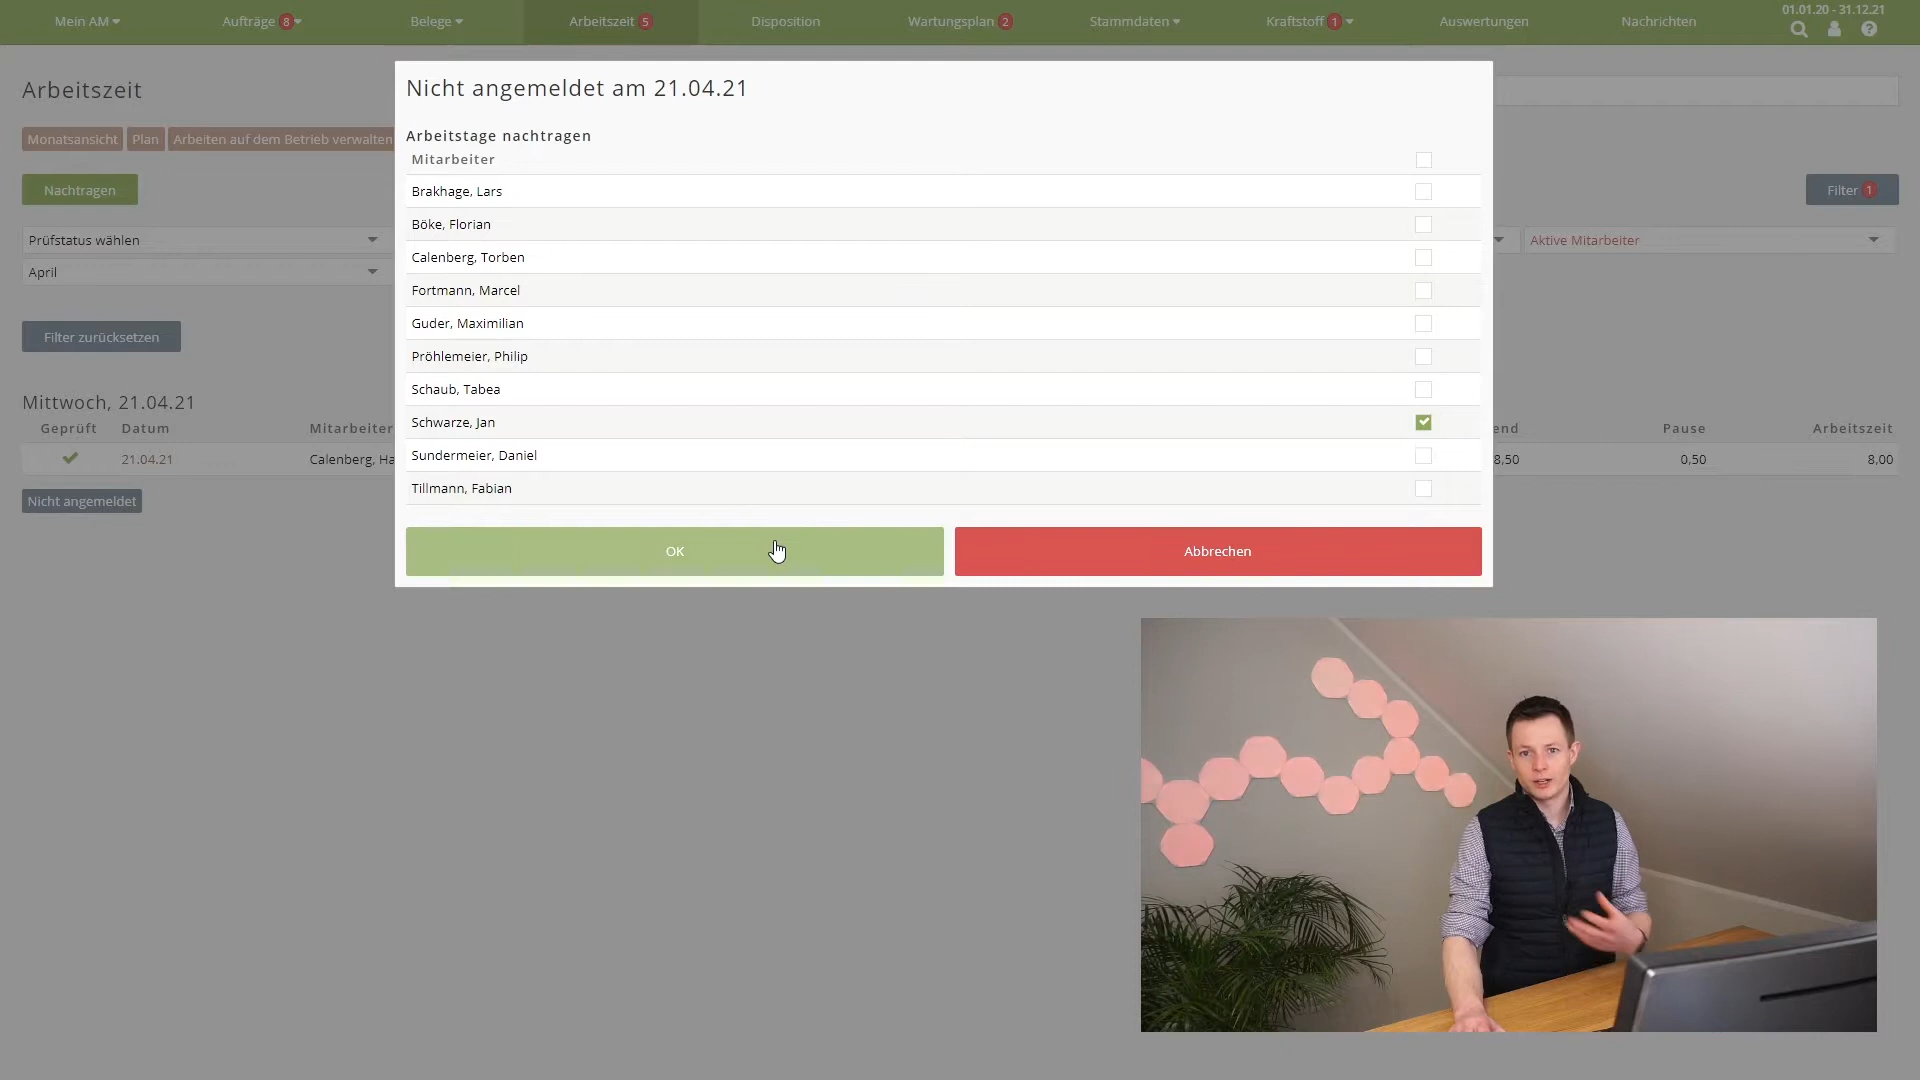 Mein AM
Aufträge 8
Belege
Arbeitszeit 5
Disposition
Wartungsplan 2
Stammdaten
Kraftstoff 1
Auswertungen
Nachrichten
01.01.20 - 31.12.21
Arbeitszeit
Monatsansicht
Plan
Arbeiten auf dem Betrieb verwalten
Nachtragen
Filter 1
Prüfstatus wählen
Aktive Mitarbeiter
April
Filter zurücksetzen
Mittwoch, 21.04.21
Geprüft Datum Mitarbeiter end Pause Arbeitszeit
21.04.21 Calenberg, Ha 8,50 0,50 8,00
Nicht angemeldet
Nicht angemeldet am 21.04.21
Arbeitstage nachtragen
Mitarbeiter
Brakhage, Lars
Böke, Florian
Calenberg, Torben
Fortmann, Marcel
Guder, Maximilian
Pröhlemeier, Philip
Schaub, Tabea
Schwarze, Jan
Sundermeier, Daniel
Tillmann, Fabian
OK
Abbrechen